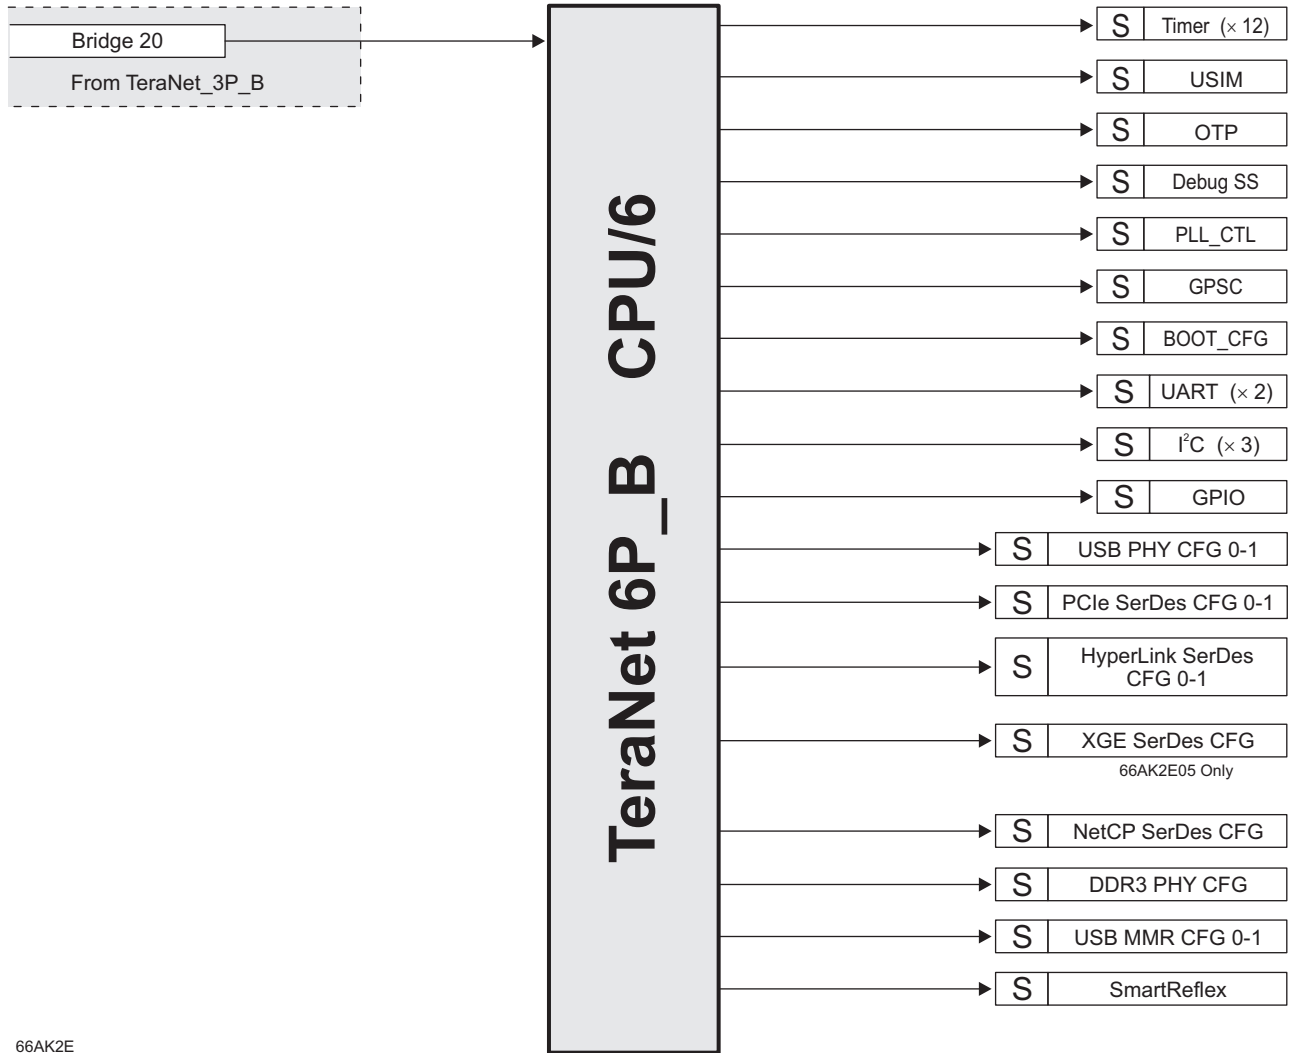 Bridge 20
From TeraNet_3P_B
TeraNet 6P_B CPU/6
S Timer (× 12)
S USIM
S OTP
S Debug SS
S PLL_CTL
S GPSC
S BOOT_CFG
S UART (× 2)
S I²C (× 3)
S GPIO
S USB PHY CFG 0-1
S PCIe SerDes CFG 0-1
S HyperLink SerDes
CFG 0-1
S XGE SerDes CFG
66AK2E05 Only
S NetCP SerDes CFG
S DDR3 PHY CFG
S USB MMR CFG 0-1
S SmartReflex
66AK2E